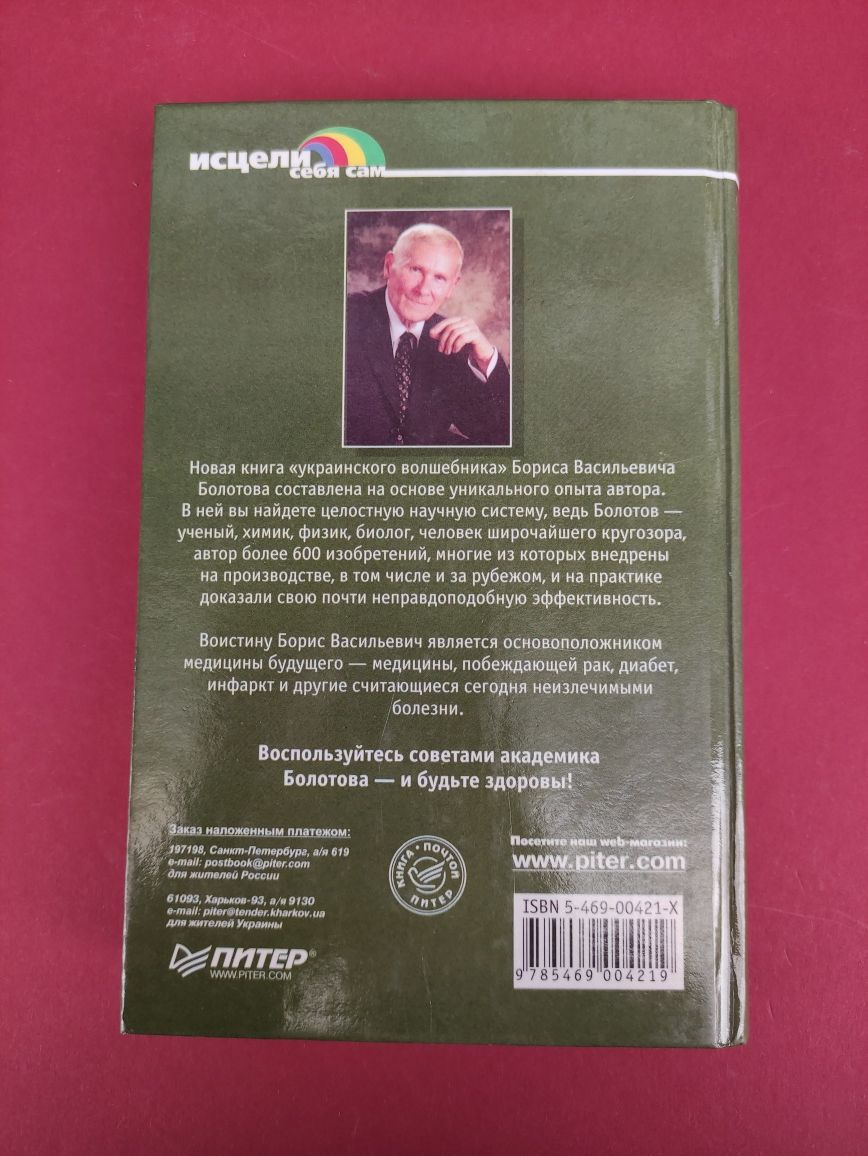 исцели
себя сам
Новая книга «украинского волшебника» Бориса Васильевича
Болотова составлена на основе уникального опыта автора.
В ней вы найдете целостную научную систему, ведь Болотов —
ученый, химик, физик, биолог, человек широчайшего кругозора,
автор более 600 изобретений, многие из которых внедрены
на производстве, в том числе и за рубежом, и на практике
доказали свою почти неправдоподобную эффективность.
Воистину Борис Васильевич является основоположником
медицины будущего — медицины, побеждающей рак, диабет,
инфаркт и другие считающиеся сегодня неизлечимыми
болезни.
Воспользуйтесь советами академика
Болотова — и будьте здоровы!
Заказ наложенным платежом:
197198, Санкт-Петербург, а/я 619
e-mail: postbook@piter.com
для жителей России
61093, Харьков-93, а/я 9130
e-mail: piter@tender.kharkov.ua
для жителей Украины
ПИТЕР®
WWW.PITER.COM
КНИГА • ПОЧТОЙ
ПИТЕР
Посетите наш web-магазин:
www.piter.com
ISBN 5-469-00421-X
9 785469 004219